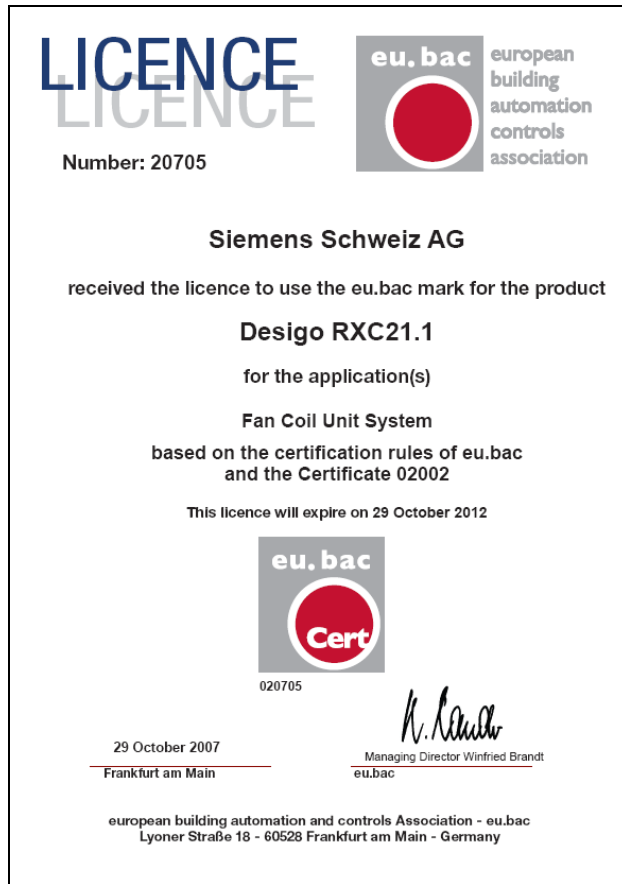 LICENCE
LICENCE
Number: 20705
eu.bac
european
building
automation
controls
association
Siemens Schweiz AG
received the licence to use the eu.bac mark for the product
Desigo RXC21.1
for the application(s)
Fan Coil Unit System
based on the certification rules of eu.bac
and the Certificate 02002
This licence will expire on 29 October 2012
eu.bac
Cert
020705
29 October 2007
Frankfurt am Main
Managing Director Winfried Brandt
eu.bac
european building automation and controls Association - eu.bac
Lyoner Straße 18 - 60528 Frankfurt am Main - Germany